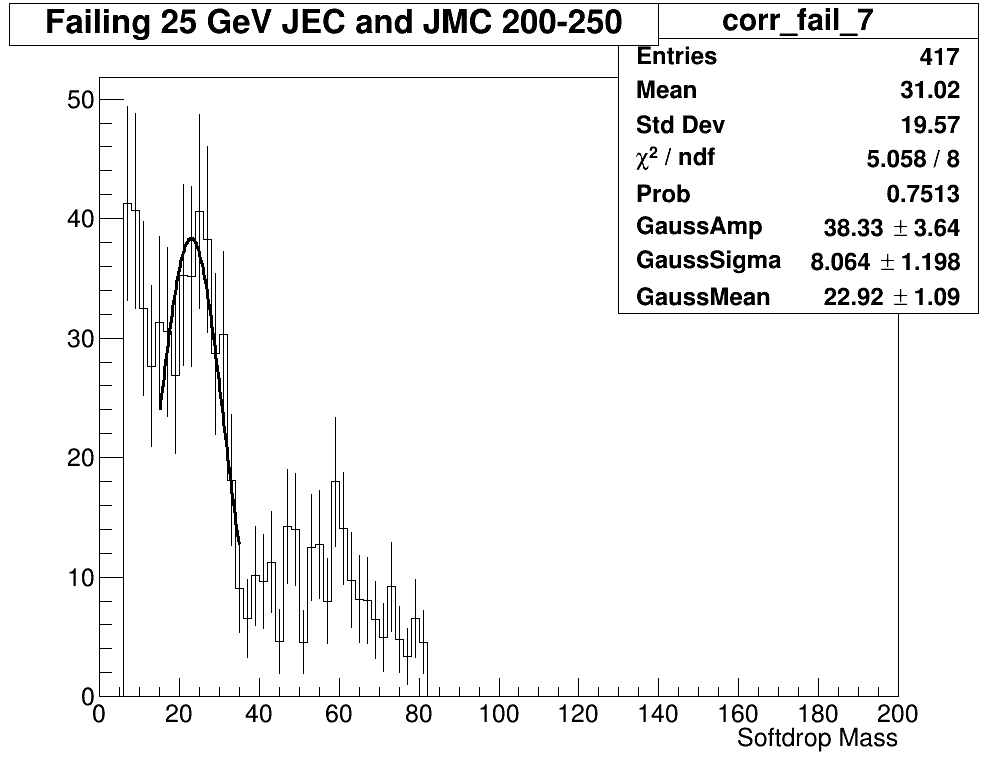 Failing 25 GeV JEC and JMC 200-250
corr_fail_7
Entries 417
Mean 31.02
Std Dev 19.57
χ² / ndf 5.058 / 8
Prob 0.7513
GaussAmp 38.33 ± 3.64
GaussSigma 8.064 ± 1.198
GaussMean 22.92 ± 1.09
50
40
30
20
10
0
0 20 40 60 80 100 120 140 160 180 200
Softdrop Mass